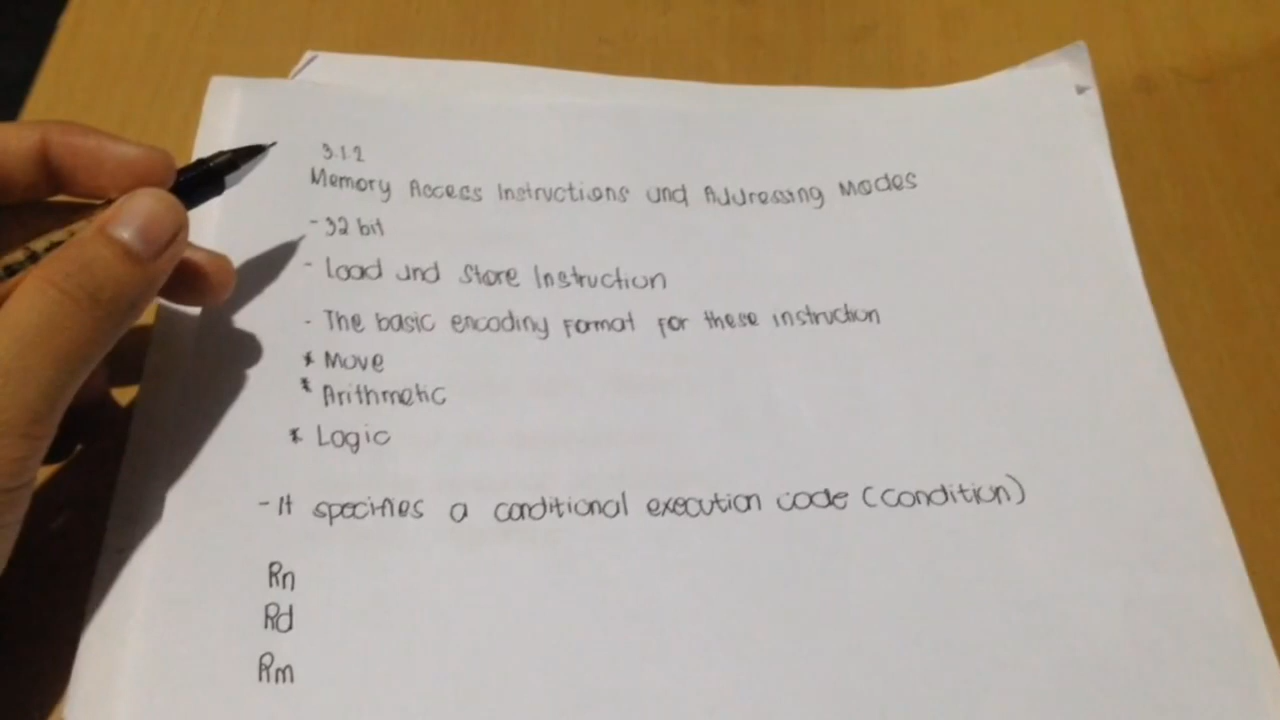 3.1.2
Memory Access Instructions and Addressing Modes
- 32 bit
- Load and Store Instruction
- The basic encoding format for these instruction
* Move
* Arithmetic
* Logic
- It specifies a conditional execution code (condition)
Rn
Rd
Rm